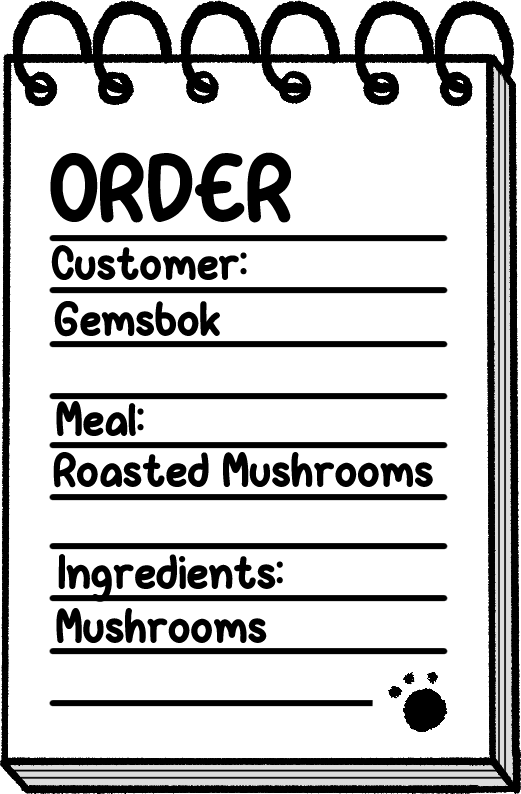 ORDER
Customer:
Gemsbok
Meal:
Roasted Mushrooms
Ingredients:
Mushrooms